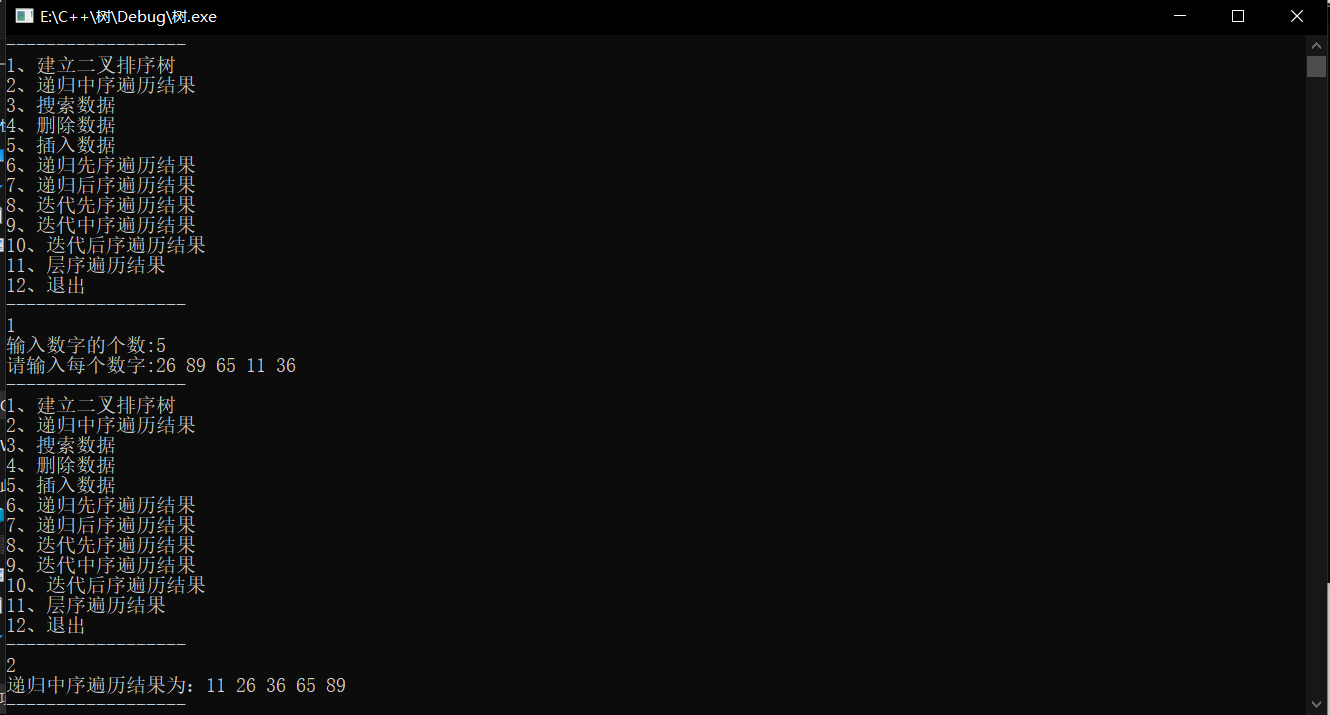 E:\C++\树\Debug\树.exe
------------------
1、建立二叉排序树
2、递归中序遍历结果
3、搜索数据
4、删除数据
5、插入数据
6、递归先序遍历结果
7、递归后序遍历结果
8、迭代先序遍历结果
9、迭代中序遍历结果
10、迭代后序遍历结果
11、层序遍历结果
12、退出
------------------
1
输入数字的个数:5
请输入每个数字:26 89 65 11 36
------------------
1、建立二叉排序树
2、递归中序遍历结果
3、搜索数据
4、删除数据
5、插入数据
6、递归先序遍历结果
7、递归后序遍历结果
8、迭代先序遍历结果
9、迭代中序遍历结果
10、迭代后序遍历结果
11、层序遍历结果
12、退出
------------------
2
递归中序遍历结果为：11 26 36 65 89
------------------